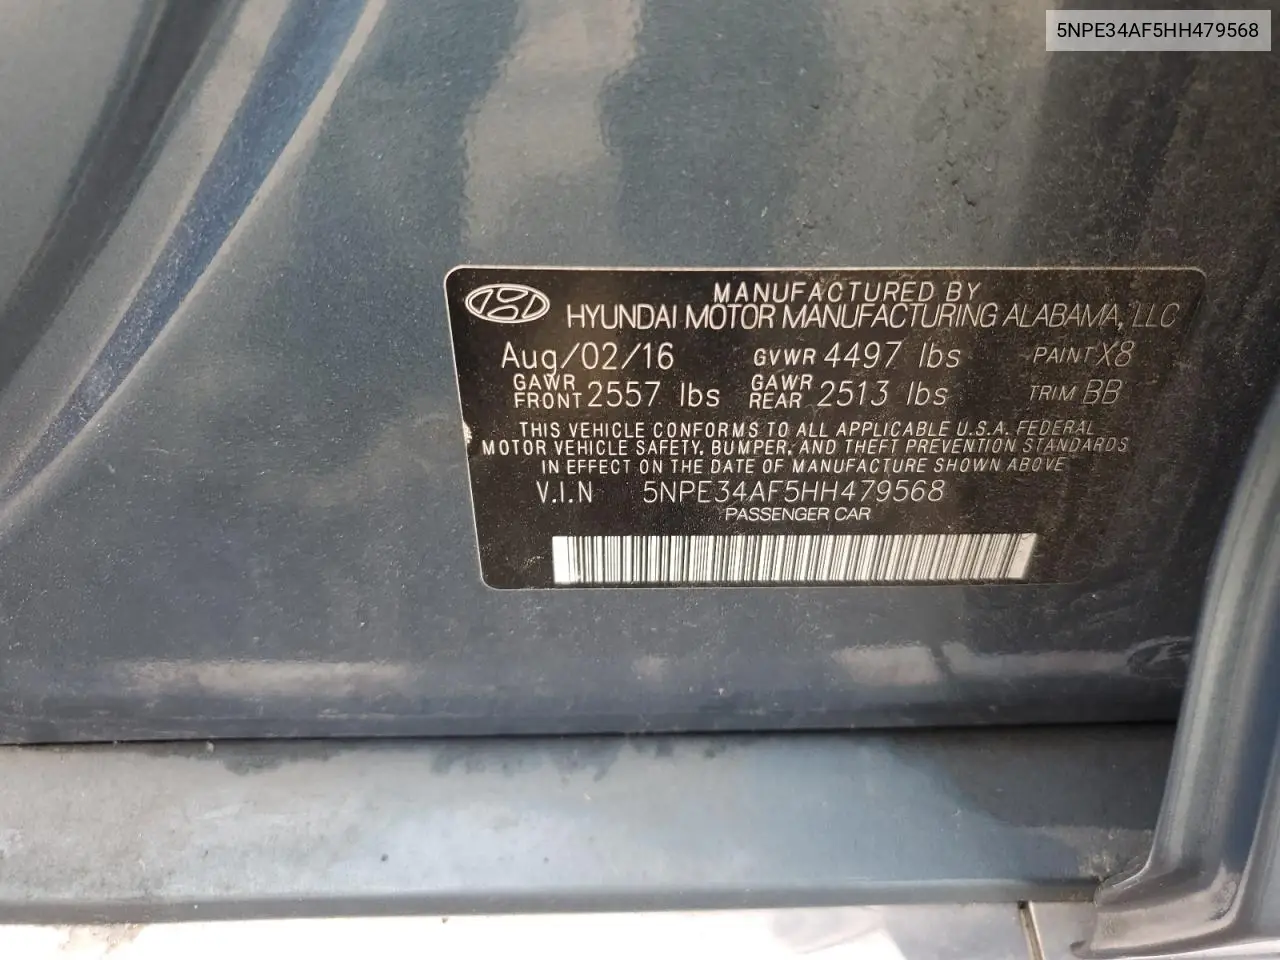 5NPE34AF5HH479568
MANUFACTURED BY
HYUNDAI MOTOR MANUFACTURING ALABAMA, LLC
Aug/02/16 GVWR 4497 lbs PAINT X8
GAWR FRONT 2557 lbs GAWR REAR 2513 lbs TRIM BB
THIS VEHICLE CONFORMS TO ALL APPLICABLE U.S.A. FEDERAL
MOTOR VEHICLE SAFETY, BUMPER, AND THEFT PREVENTION STANDARDS
IN EFFECT ON THE DATE OF MANUFACTURE SHOWN ABOVE
V.I.N 5NPE34AF5HH479568
PASSENGER CAR